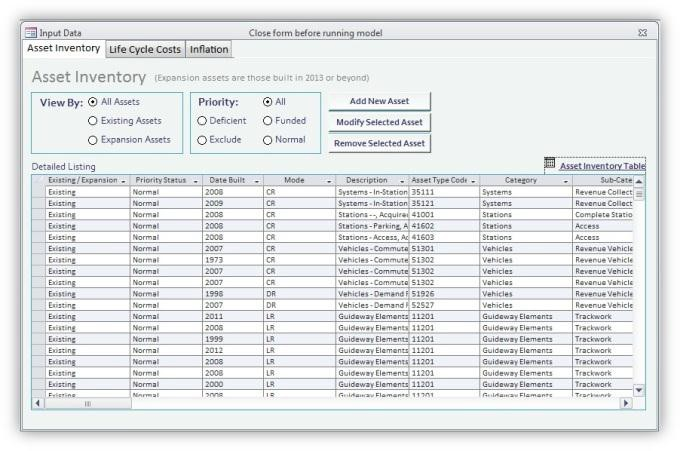 Input Data Close form before running model
Asset Inventory Life Cycle Costs Inflation
Asset Inventory (Expansion assets are those built in 2013 or beyond)
View By: All Assets Priority: All Add New Asset
Existing Assets Deficient Funded Modify Selected Asset
Expansion Assets Exclude Normal Remove Selected Asset
Detailed Listing Asset Inventory Table
Existing/Expansion Priority Status Date Built Mode Description Asset Type Code Category Sub-Cate
Existing Normal 2008 CR Systems - In-Station 35111 Systems Revenue Collect
Existing Normal 2009 CR Systems - In-Station 35121 Systems Revenue Collect
Existing Normal 2008 CR Stations --, Acquire 41001 Stations Complete Statio
Existing Normal 2008 CR Stations - Parking, A 41602 Stations Access
Existing Normal 2008 CR Stations - Access, Ac 41603 Stations Access
Existing Normal 2007 CR Vehicles - Commute 51301 Vehicles Revenue Vehicle
Existing Normal 1973 CR Vehicles - Commute 51302 Vehicles Revenue Vehicle
Existing Normal 2007 CR Vehicles - Commute 51302 Vehicles Revenue Vehicle
Existing Normal 1998 DR Vehicles - Demand F 51926 Vehicles Revenue Vehicle
Existing Normal 2007 DR Vehicles - Demand F 52527 Vehicles Revenue Vehicle
Existing Normal 2011 LR Guideway Elements 11201 Guideway Elements Trackwork
Existing Normal 2008 LR Guideway Elements 11201 Guideway Elements Trackwork
Existing Normal 1999 LR Guideway Elements 11201 Guideway Elements Trackwork
Existing Normal 2012 LR Guideway Elements 11201 Guideway Elements Trackwork
Existing Normal 2008 LR Guideway Elements 11201 Guideway Elements Trackwork
Existing Normal 2008 LR Guideway Elements 11201 Guideway Elements Trackwork
Existing Normal 2000 LR Guideway Elements 11201 Guideway Elements Trackwork
Existing Normal 2008 LR Guideway Elements 11201 Guideway Elements Trackwork